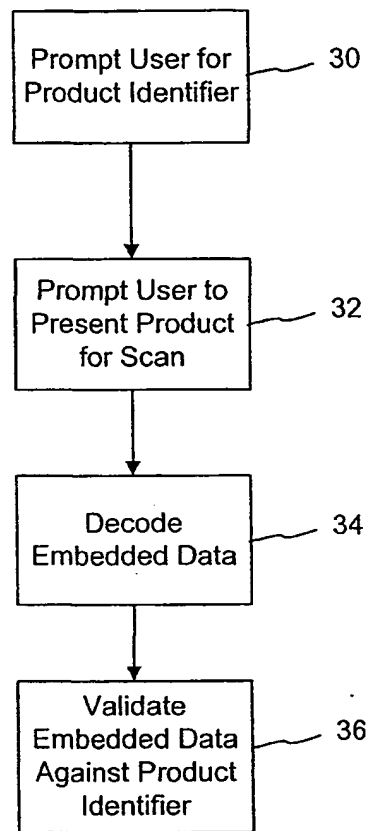 Prompt User for
Product Identifier
30
Prompt User to
Present Product
for Scan
32
Decode
Embedded Data
34
Validate
Embedded Data
Against Product
Identifier
36